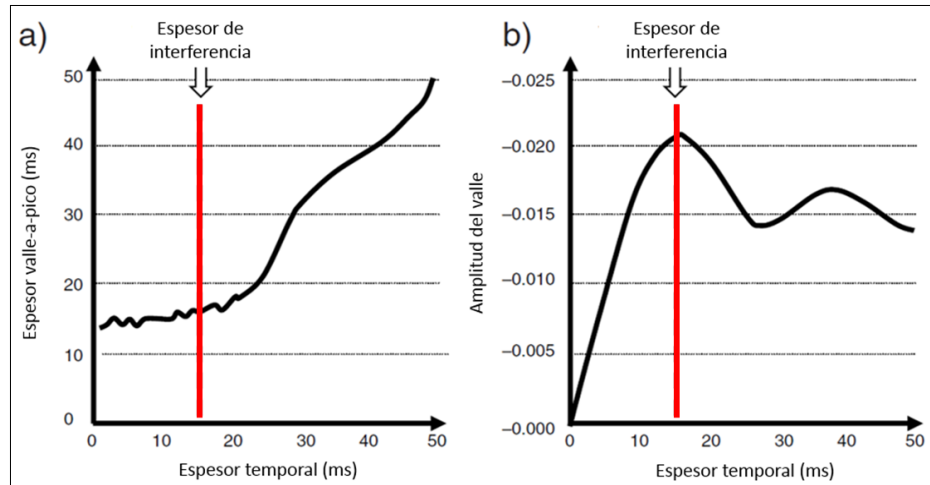 a)
Espesor de
interferencia
50
40
30
20
10
0
Espesor valle-a-pico (ms)
0 10 20 30 40 50
Espesor temporal (ms)
b)
Espesor de
interferencia
–0.025
–0.020
–0.015
–0.010
–0.005
–0.000
Amplitud del valle
0 10 20 30 40 50
Espesor temporal (ms)